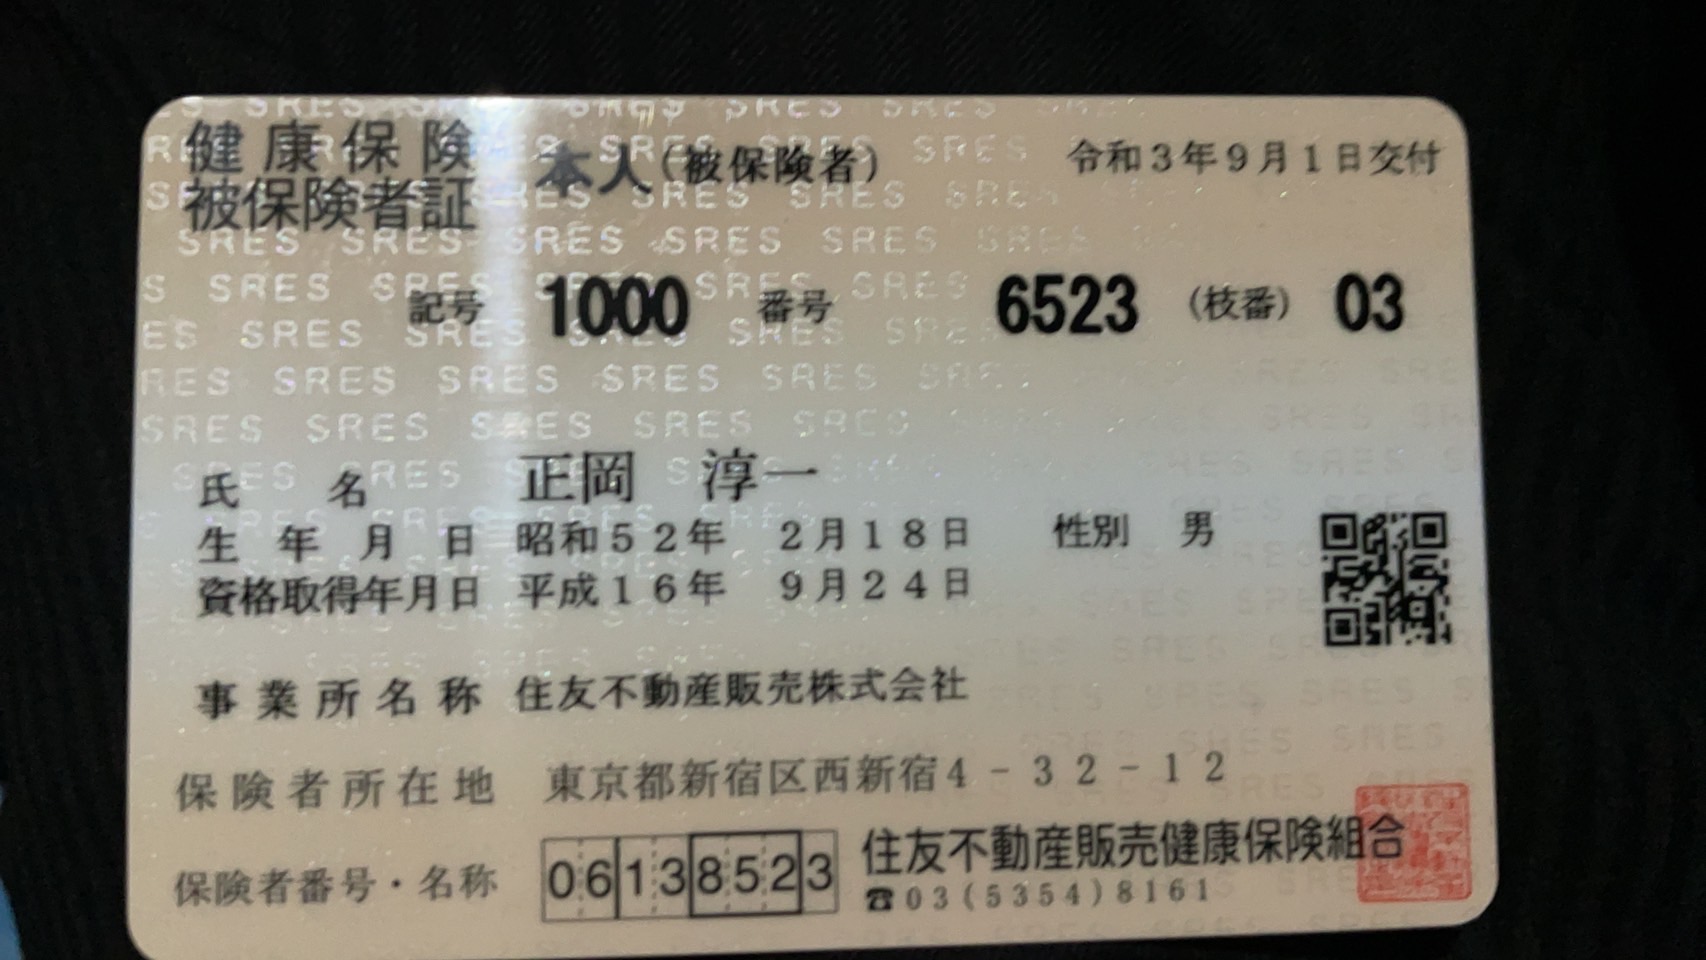 健康保険 本人(被保険者) 令和3年9月1日交付
被保険者証
記号 1000 番号 6523 (枝番) 03
氏名 正岡 淳一
生年月日 昭和52年 2月18日 性別 男
資格取得年月日 平成16年 9月24日
事業所名称 住友不動産販売株式会社
保険者所在地 東京都新宿区西新宿4-32-12
保険者番号・名称 06138523 住友不動産販売健康保険組合
☎03(5354)8161